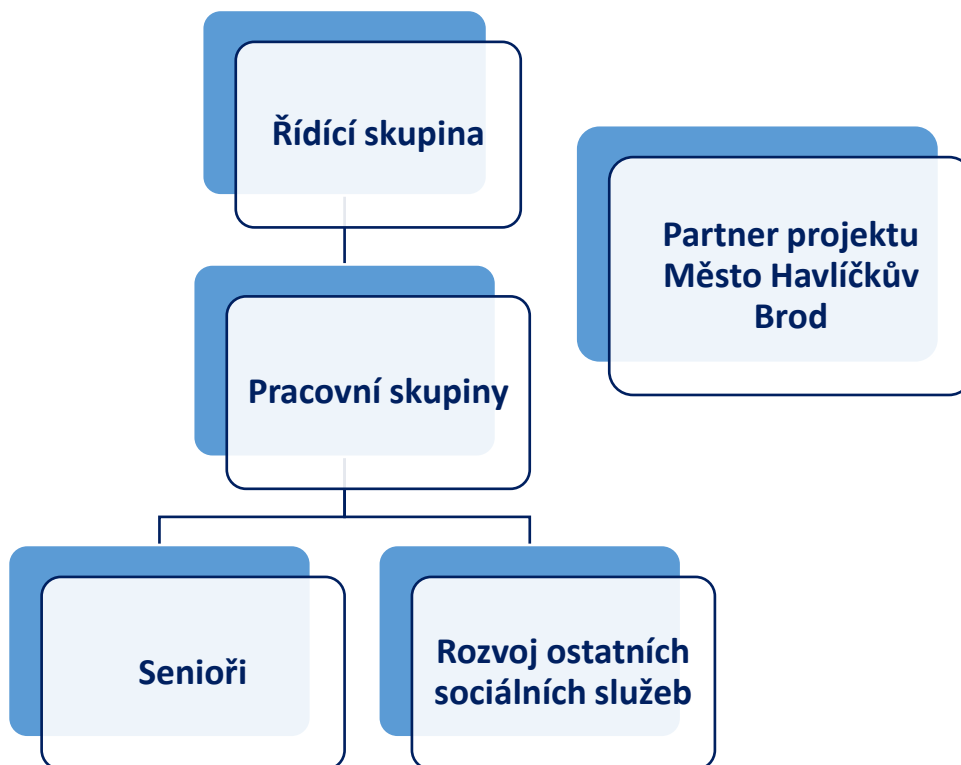 Řídící skupina
Partner projektu
Město Havlíčkův
Brod
Pracovní skupiny
Senioři
Rozvoj ostatních
sociálních služeb